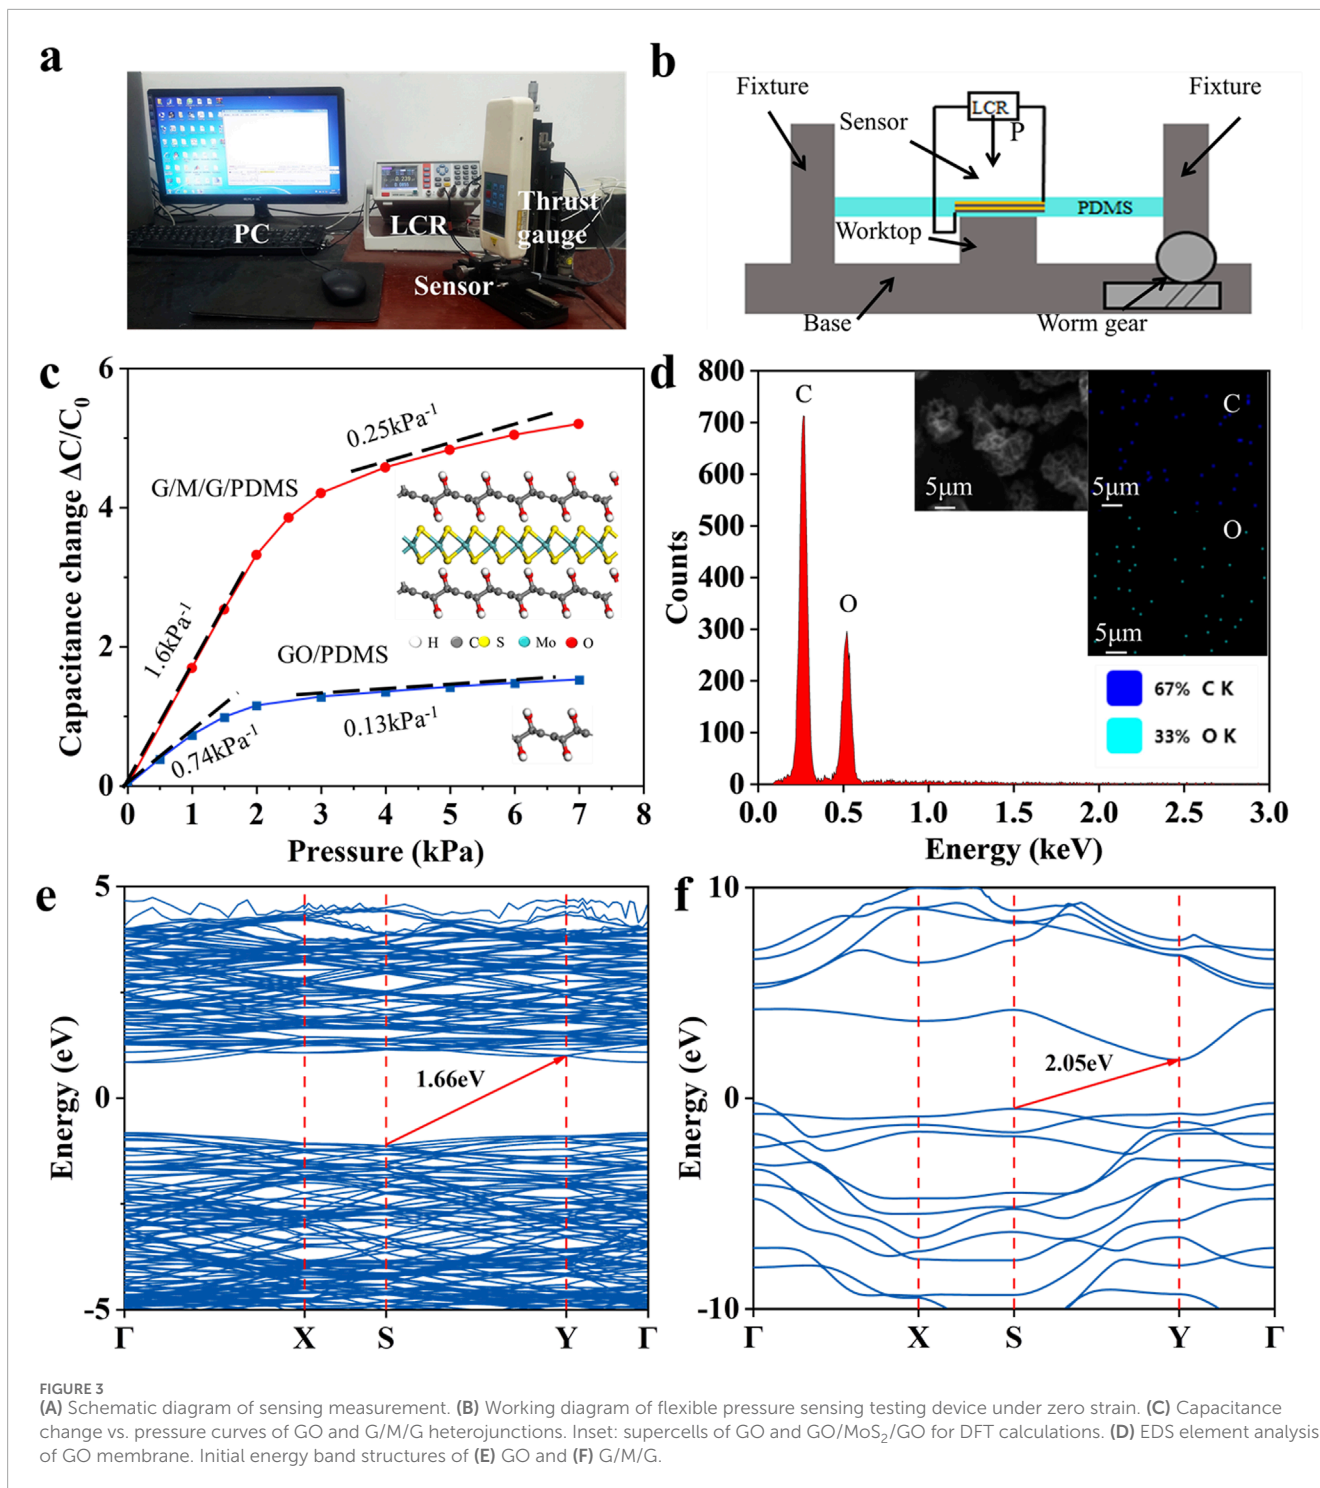 a
PC
LCR
Thrust
gauge
Sensor
b
Fixture
Fixture
LCR
Sensor
P
PDMS
Worktop
Base
Worm gear
c
Capacitance change ΔC/C₀
6
4
2
0
0 1 2 3 4 5 6 7 8
Pressure (kPa)
0.25kPa⁻¹
G/M/G/PDMS
1.6kPa⁻¹
H C S Mo O
GO/PDMS
0.74kPa⁻¹
0.13kPa⁻¹
d
Counts
800
700
600
500
400
300
200
100
0
0.0 0.5 1.0 1.5 2.0 2.5 3.0
Energy (keV)
C
O
5μm
C
5μm
O
5μm
67% C K
33% O K
e
Energy (eV)
5
0
-5
1.66eV
Γ X S Y Γ
f
Energy (eV)
10
0
-10
2.05eV
Γ X S Y Γ
FIGURE 3
(A) Schematic diagram of sensing measurement. (B) Working diagram of flexible pressure sensing testing device under zero strain. (C) Capacitance
change vs. pressure curves of GO and G/M/G heterojunctions. Inset: supercells of GO and GO/MoS₂/GO for DFT calculations. (D) EDS element analysis
of GO membrane. Initial energy band structures of (E) GO and (F) G/M/G.